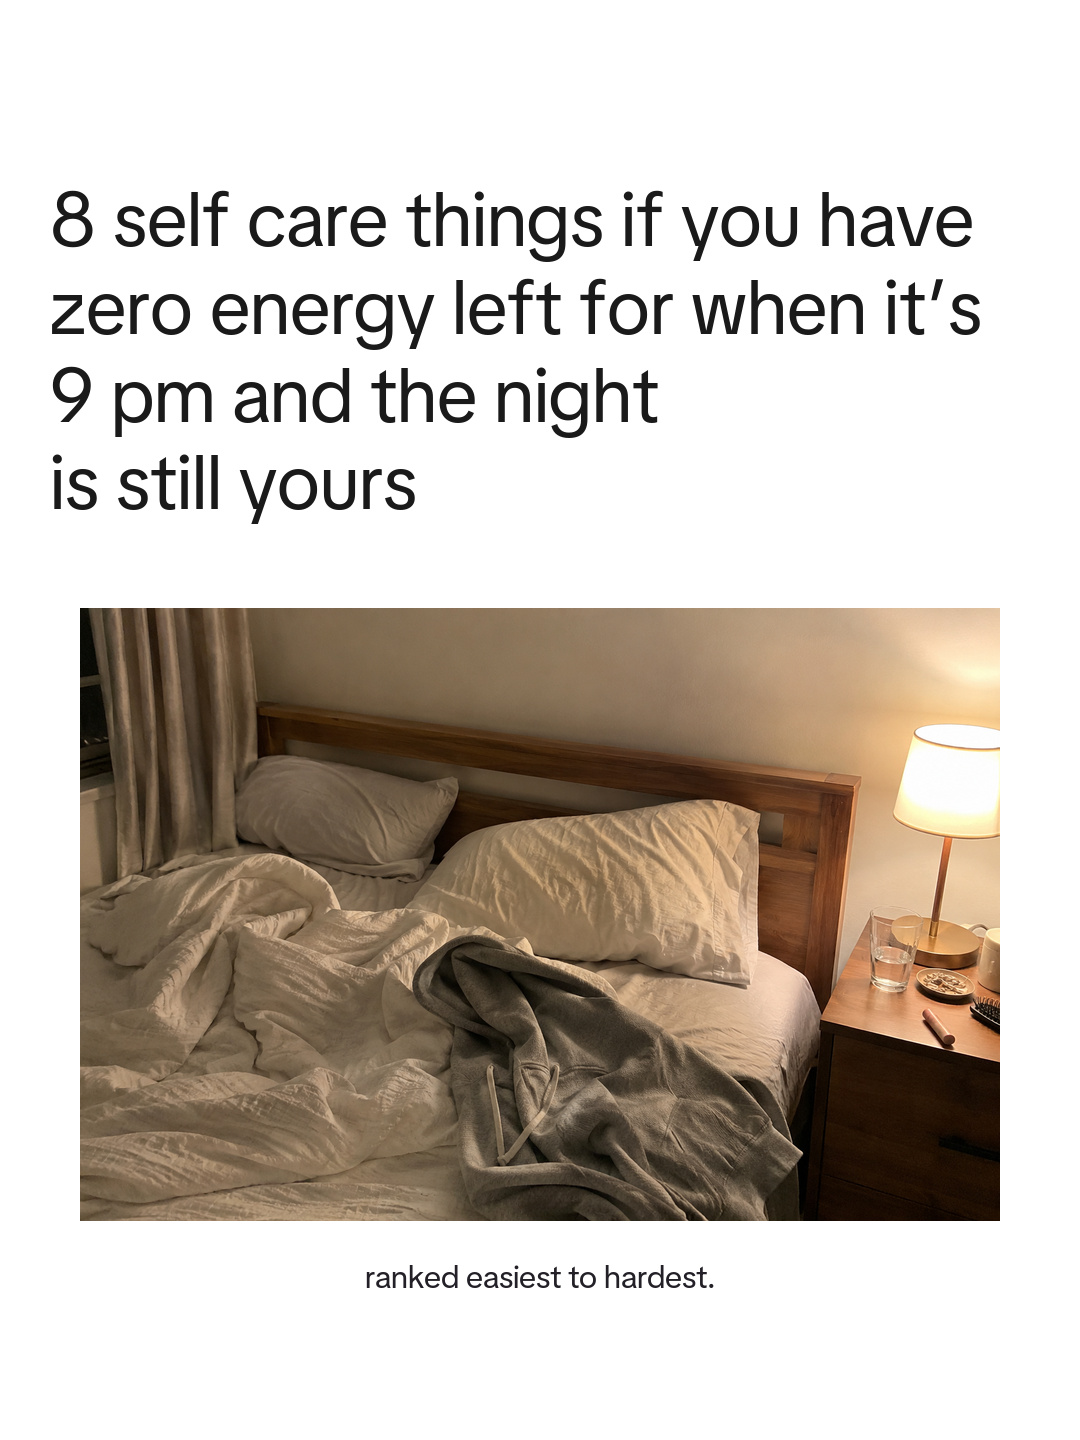 8 self care things if you have
zero energy left for when it’s
9 pm and the night
is still yours
ranked easiest to hardest.